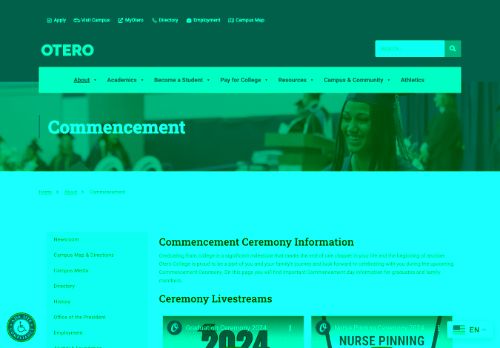 Apply Visit Campus MyOtero Directory Employment Campus Map
OTERO
About Academics Become a Student Pay for College Resources Campus & Community Athletics
Commencement
Home About Commencement
Newsroom
Campus Map & Directions
Campus Media
Directory
History
Office of the President
Employment
Commencement Ceremony Information
Graduating from college is a significant milestone that marks the end of one chapter in your life and the beginning of another.
Otero College is proud to be a part of you and your family's journey and look forward to celebrating with you during the upcoming
Commencement Ceremony. On this page you will find important Commencement day information for graduates and family
members.
Ceremony Livestreams
Graduation Ceremony 2024
2024
Nurse Pinning Ceremony 2024
NURSE PINNING
EN